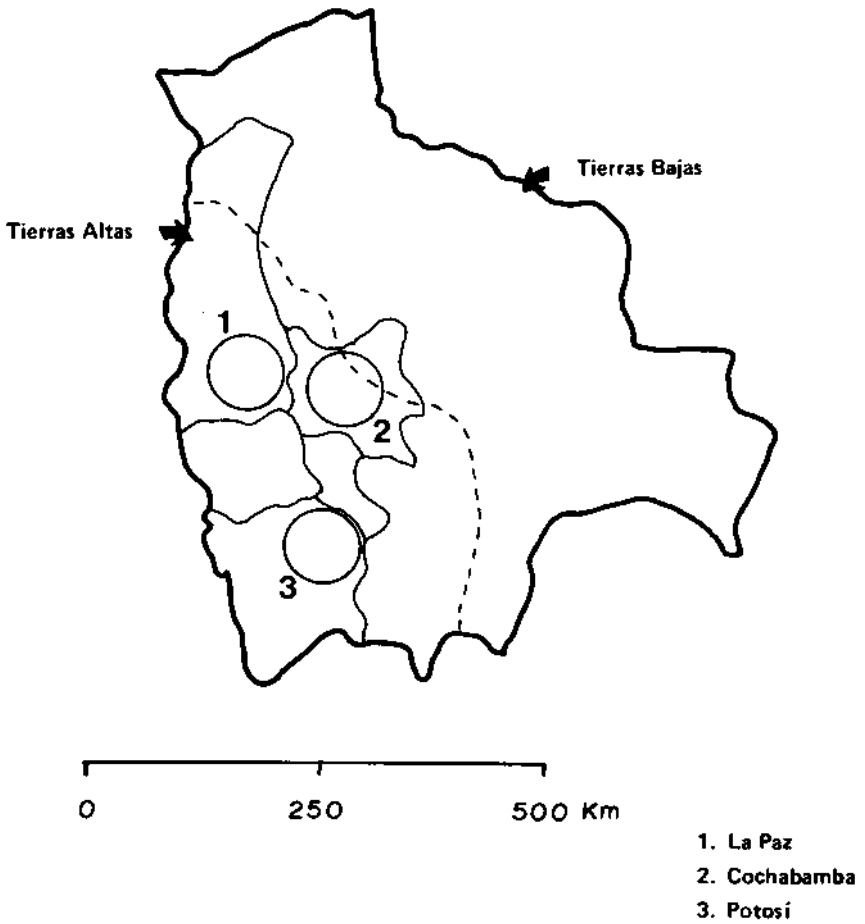 Tierras Bajas
Tierras Altas
1
2
3
0 250 500 Km
1. La Paz
2. Cochabamba
3. Potosí